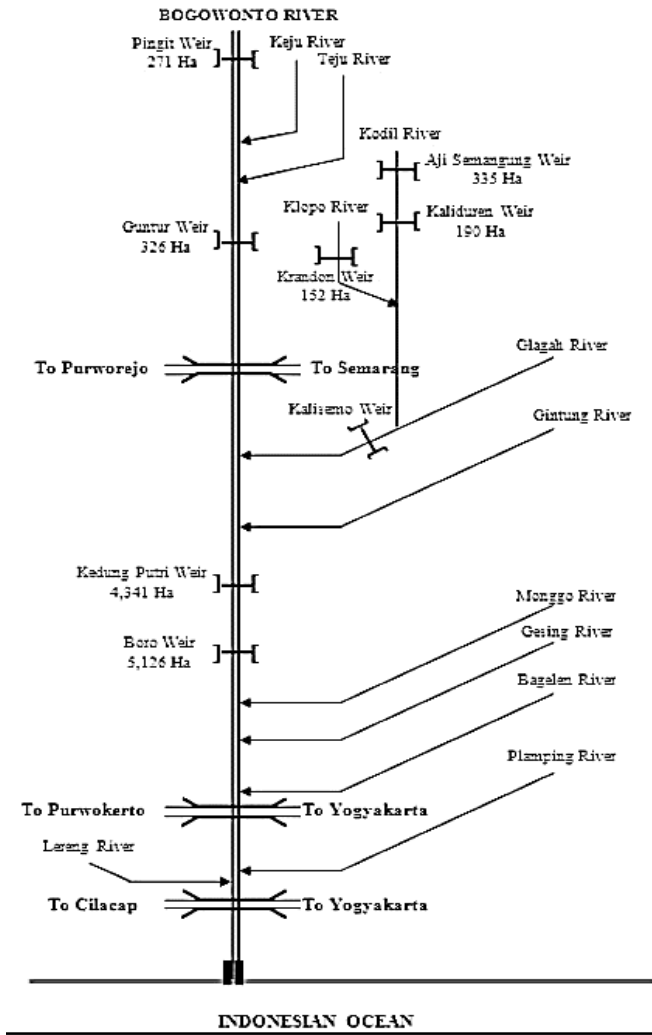 BOGOWONTO RIVER
Pingit Weir
271 Ha
Keju River
Teju River
Kodil River
Aji Semangung Weir
335 Ha
Klopo River
Kaliduren Weir
190 Ha
Guntur Weir
326 Ha
Krandon Weir
152 Ha
To Purworejo
To Semarang
Glagah River
Kalisemo Weir
Gintung River
Kedung Putri Weir
4,341 Ha
Monggo River
Boro Weir
5,126 Ha
Gesing River
Bagelen River
Plamping River
To Purwokerto
To Yogyakarta
Lereng River
To Cilacap
To Yogyakarta
INDONESIAN OCEAN